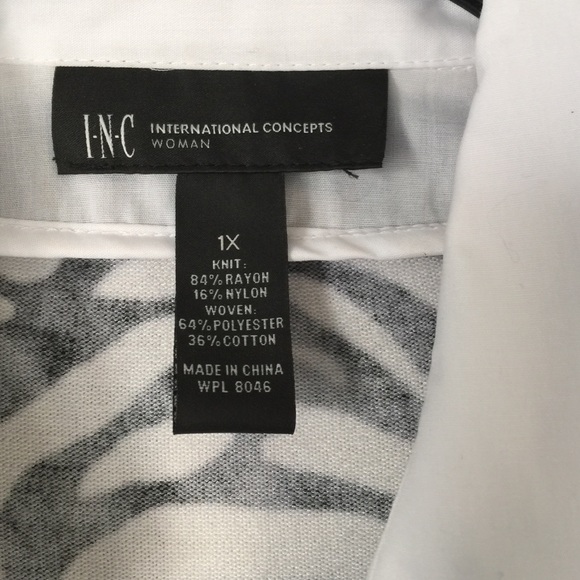 I·N·C INTERNATIONAL CONCEPTS
WOMAN
1X
KNIT:
84% RAYON
16% NYLON
WOVEN:
64% POLYESTER
36% COTTON
MADE IN CHINA
WPL 8046